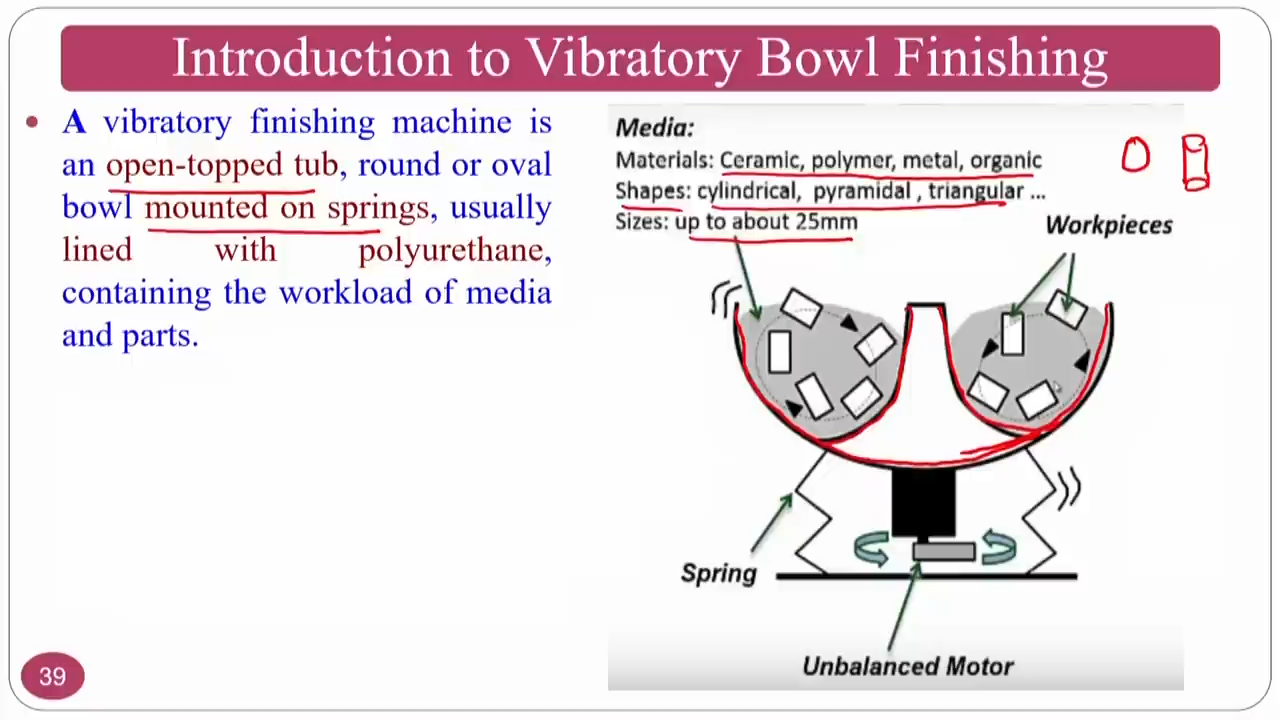 Introduction to Vibratory Bowl Finishing
• A vibratory finishing machine is
an open-topped tub, round or oval
bowl mounted on springs, usually
lined with polyurethane,
containing the workload of media
and parts.
Media:
Materials: Ceramic, polymer, metal, organic
Shapes: cylindrical, pyramidal , triangular ...
Sizes: up to about 25mm
Workpieces
Spring
Unbalanced Motor
39